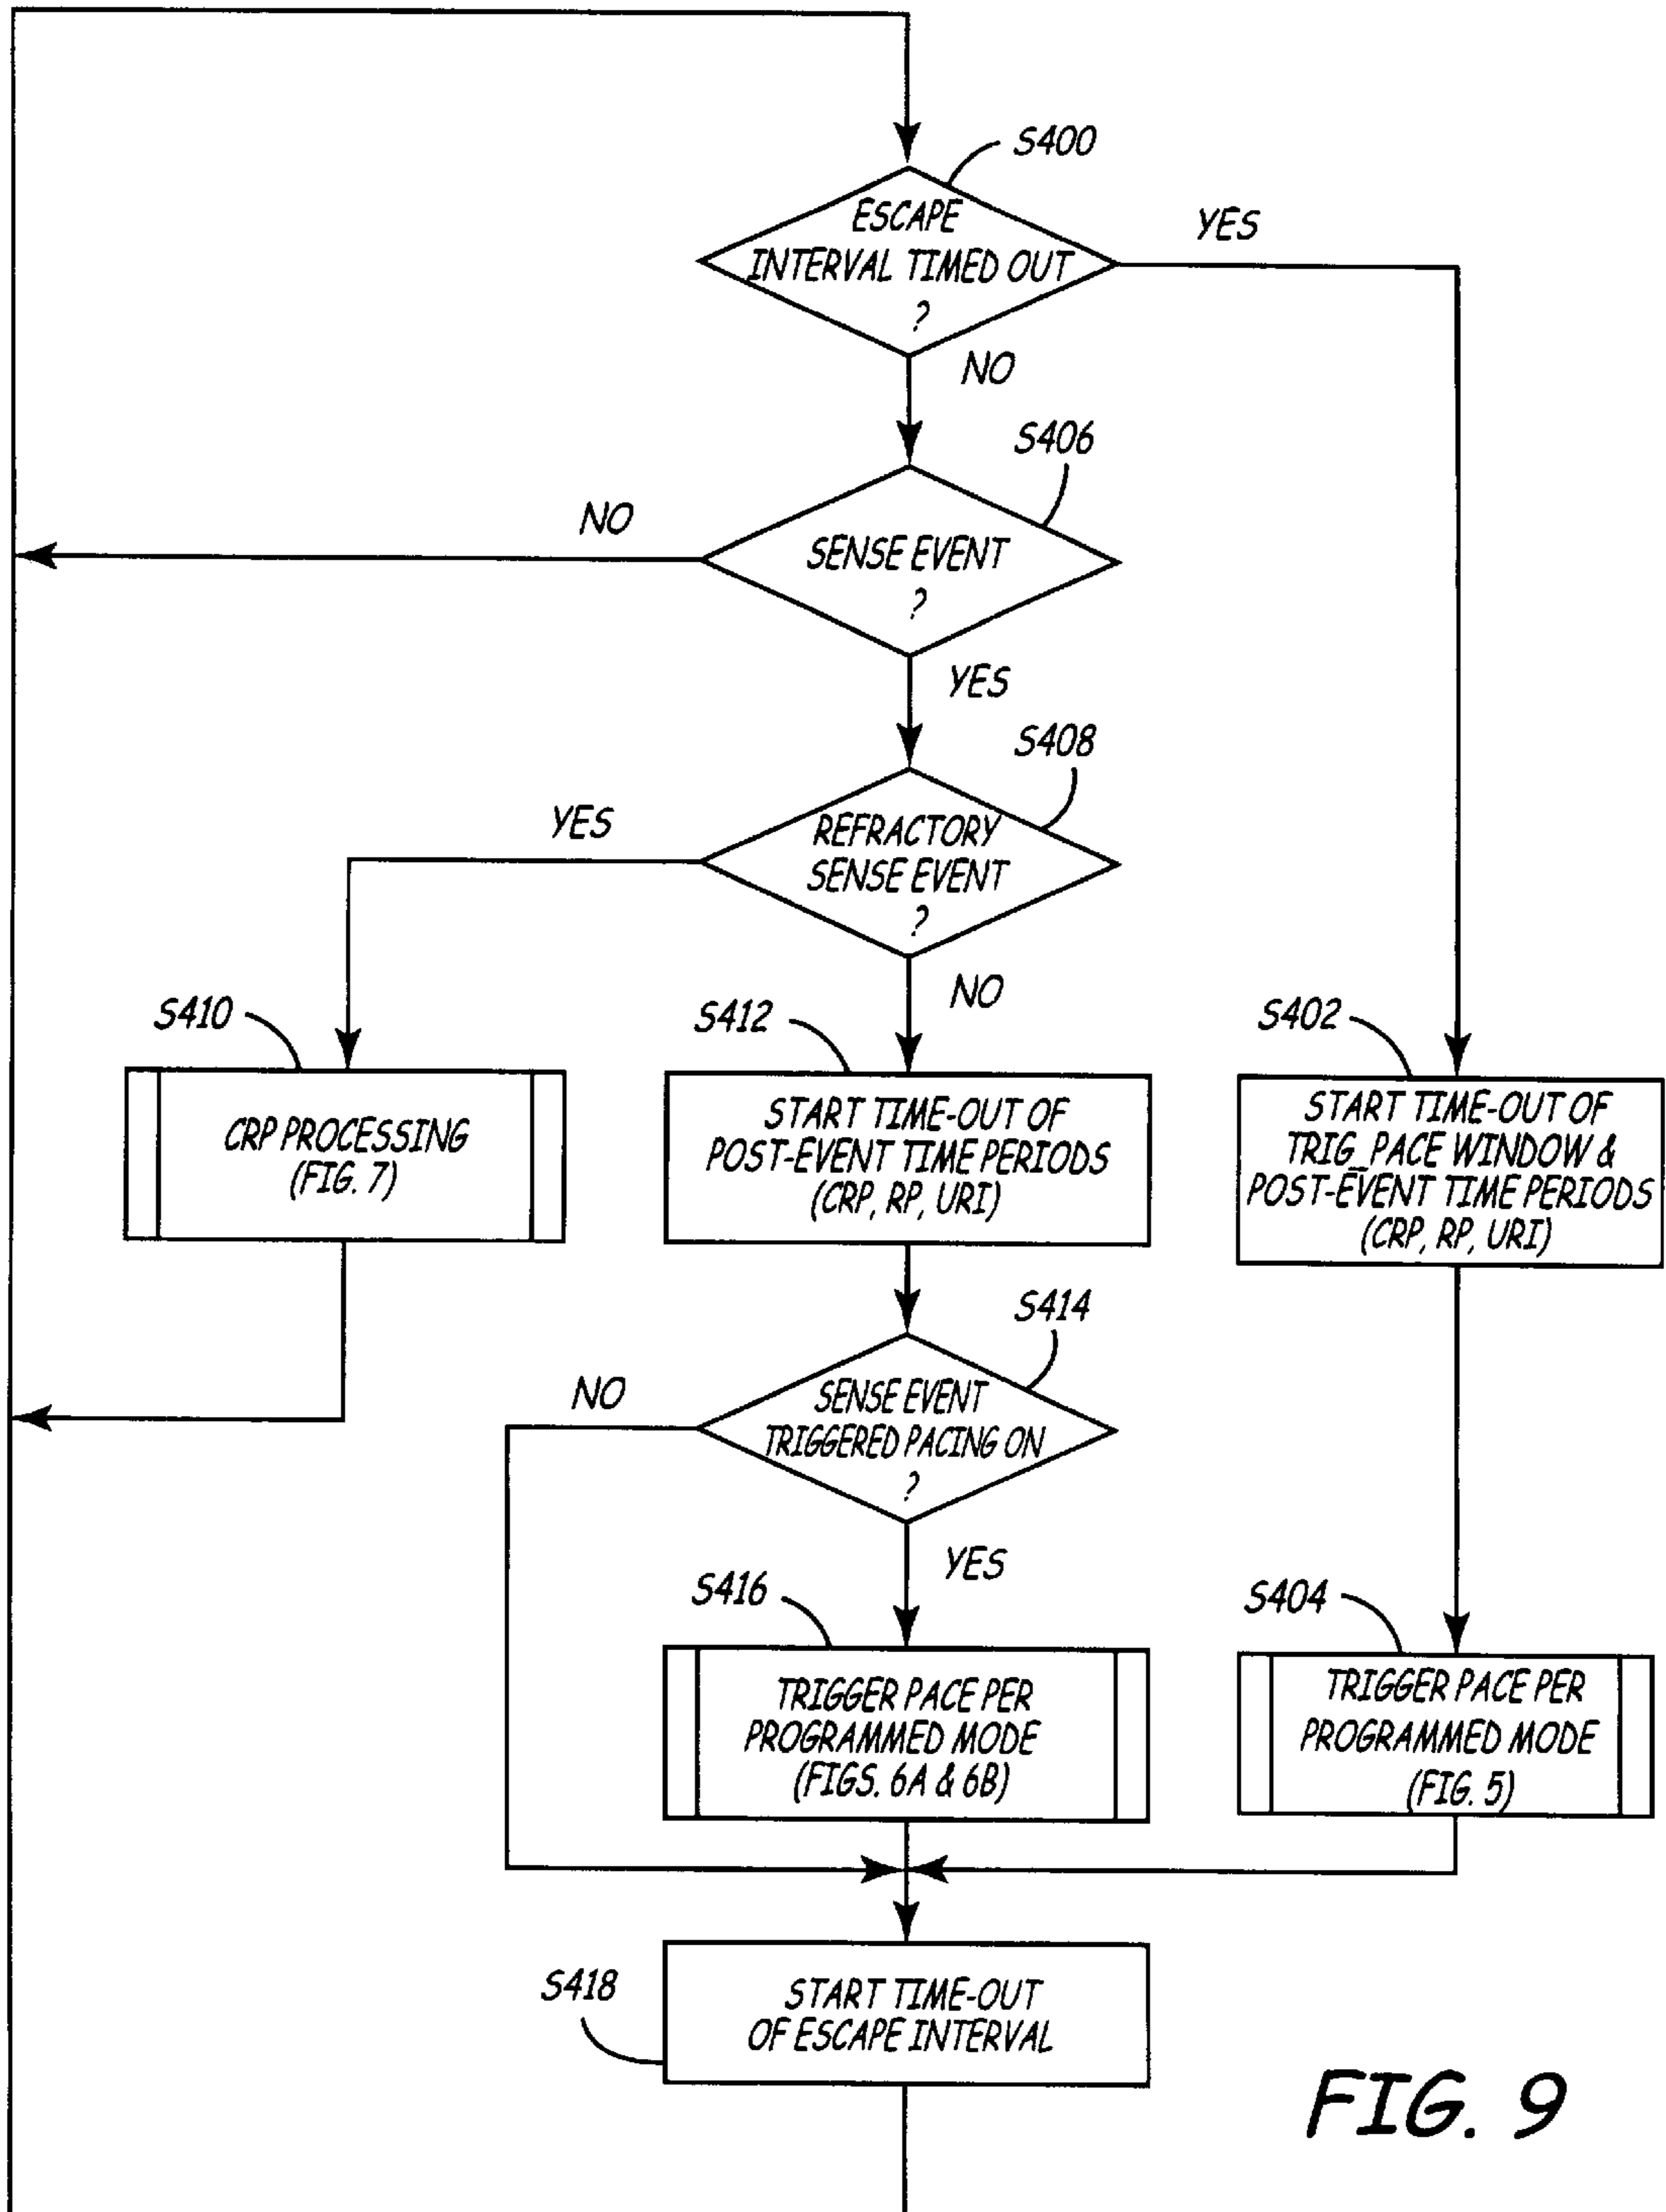 S400
ESCAPE
INTERVAL TIMED OUT
?
YES
NO
S406
SENSE EVENT
?
NO
YES
S408
REFRACTORY
SENSE EVENT
?
YES
NO
S410
CRP PROCESSING
(FIG. 7)
S412
START TIME-OUT OF
POST-EVENT TIME PERIODS
(CRP, RP, URI)
S402
START TIME-OUT OF
TRIG_PACE WINDOW &
POST-EVENT TIME PERIODS
(CRP, RP, URI)
S414
SENSE EVENT
TRIGGERED PACING ON
?
NO
YES
S416
TRIGGER PACE PER
PROGRAMMED MODE
(FIGS. 6A & 6B)
S404
TRIGGER PACE PER
PROGRAMMED MODE
(FIG. 5)
S418
START TIME-OUT
OF ESCAPE INTERVAL
FIG. 9